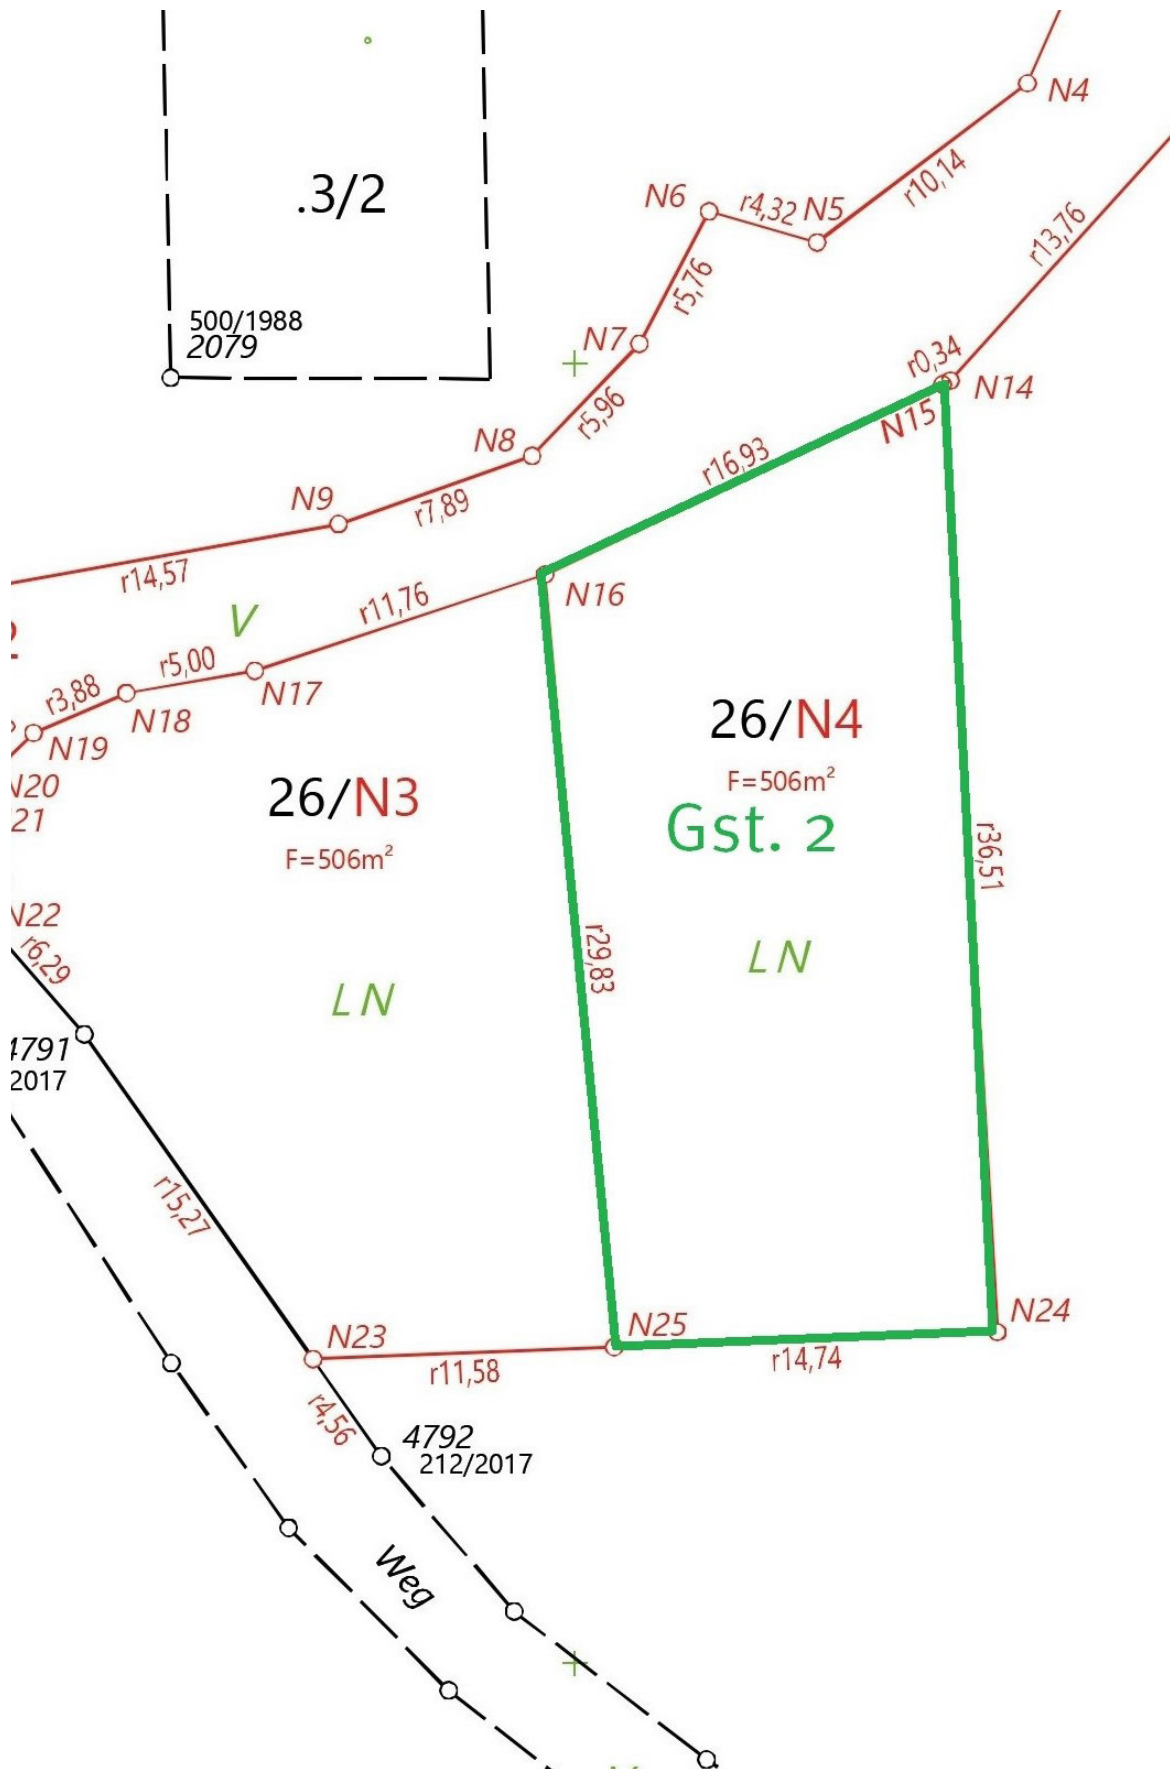 N4
.3/2
N6
r4,32
N5
r10,14
r13,76
r5,76
500/1988
2079
N7
r0,34
N14
N15
r5,96
N8
r16,93
N9
r7,89
r14,57
N16
r11,76
V
r5,00
r3,88
N17
N18
N19
26/N4
F=506m²
Gst. 2
26/N3
F=506m²
N20
21
r36,51
N22
r6,29
r29,83
LN
LN
4791
2017
r15,27
N24
N25
N23
r14,74
r11,58
r4,56
4792
212/2017
Weg